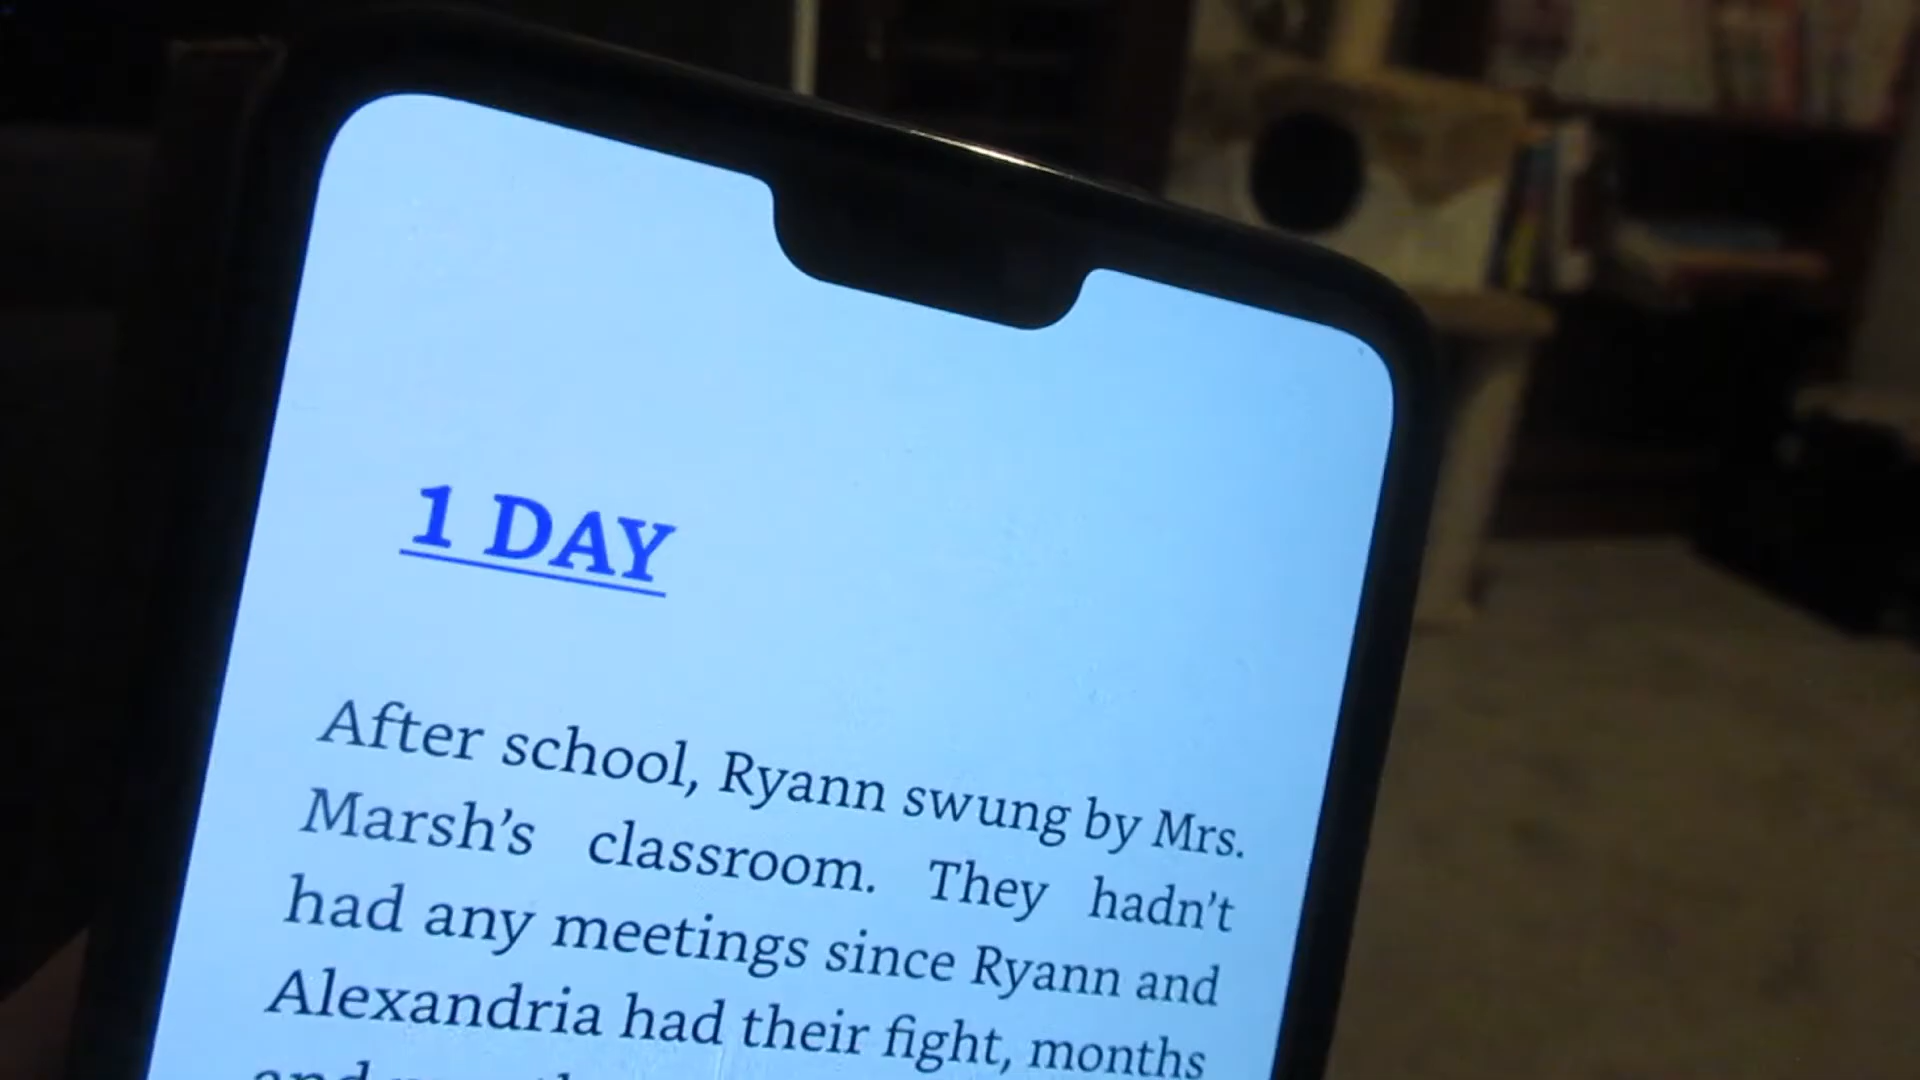 1 DAY
After school, Ryann swung by Mrs.
Marsh's classroom. They hadn't
had any meetings since Ryann and
Alexandria had their fight, months
and